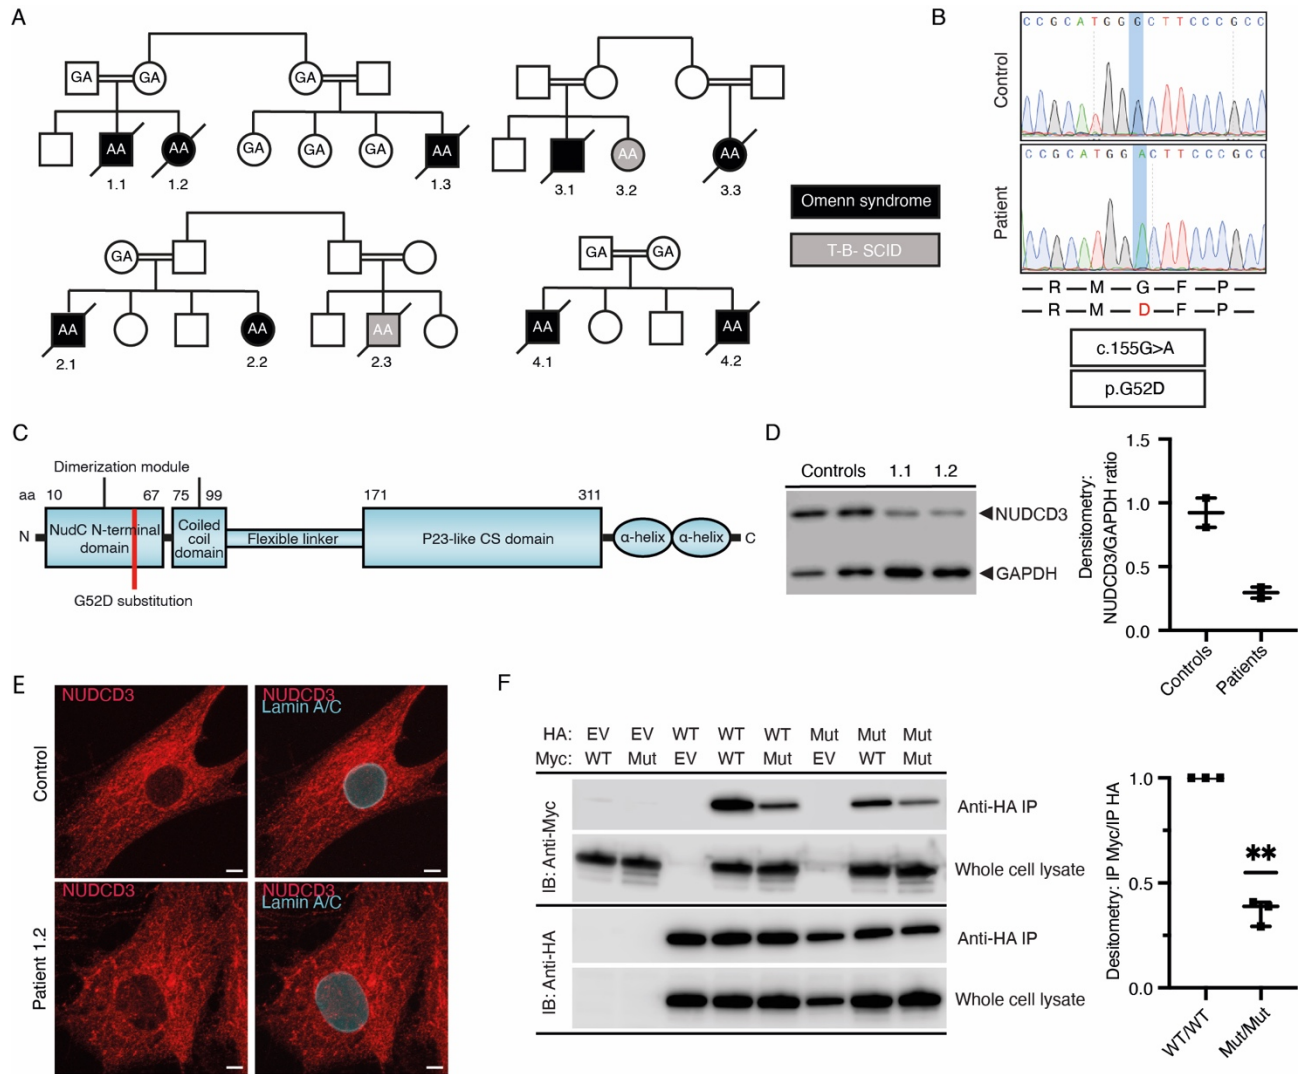 A
GA
GA
GA
AA
AA
GA
GA
GA
AA
1.1
1.2
1.3
AA
AA
3.1
3.2
3.3
GA
AA
AA
AA
2.1
2.2
2.3
GA
GA
AA
AA
4.1
4.2
Omenn syndrome
T-B- SCID
B
Control
C C G C A T G G G C T T C C C G C C
Patient
C C G C A T G G A C T T C C C G C C
R M G F P
R M D F P
c.155G>A
p.G52D
C
Dimerization module
aa 10 67 75 99 171 311
N
NudC N-terminal domain
Coiled coil domain
Flexible linker
P23-like CS domain
α-helix
α-helix
C
G52D substitution
D
Controls 1.1 1.2
NUDCD3
GAPDH
Densitometry:
NUDCD3/GAPDH ratio
1.5
1.0
0.5
0.0
Controls
Patients
E
Control
NUDCD3
NUDCD3
Lamin A/C
Patient 1.2
NUDCD3
NUDCD3
Lamin A/C
F
HA: EV EV WT WT WT Mut Mut Mut
Myc: WT Mut EV WT Mut EV WT Mut
IB: Anti-Myc
Anti-HA IP
Whole cell lysate
IB: Anti-HA
Anti-HA IP
Whole cell lysate
Desitometry: IP Myc/IP HA
1.0
0.5
0.0
**
WT/WT
Mut/Mut